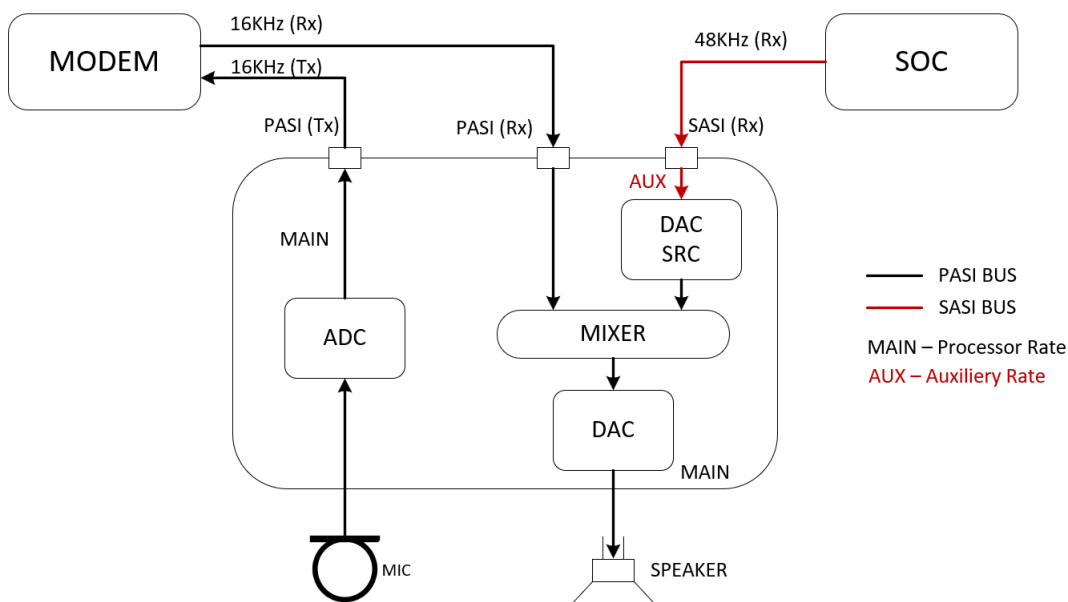 16KHz (Rx)
MODEM
16KHz (Tx)
48KHz (Rx)
SOC
PASI (Tx)
PASI (Rx)
SASI (Rx)
AUX
DAC
SRC
MAIN
ADC
MIXER
DAC
MAIN
MIC
SPEAKER
PASI BUS
SASI BUS
MAIN – Processor Rate
AUX – Auxiliery Rate